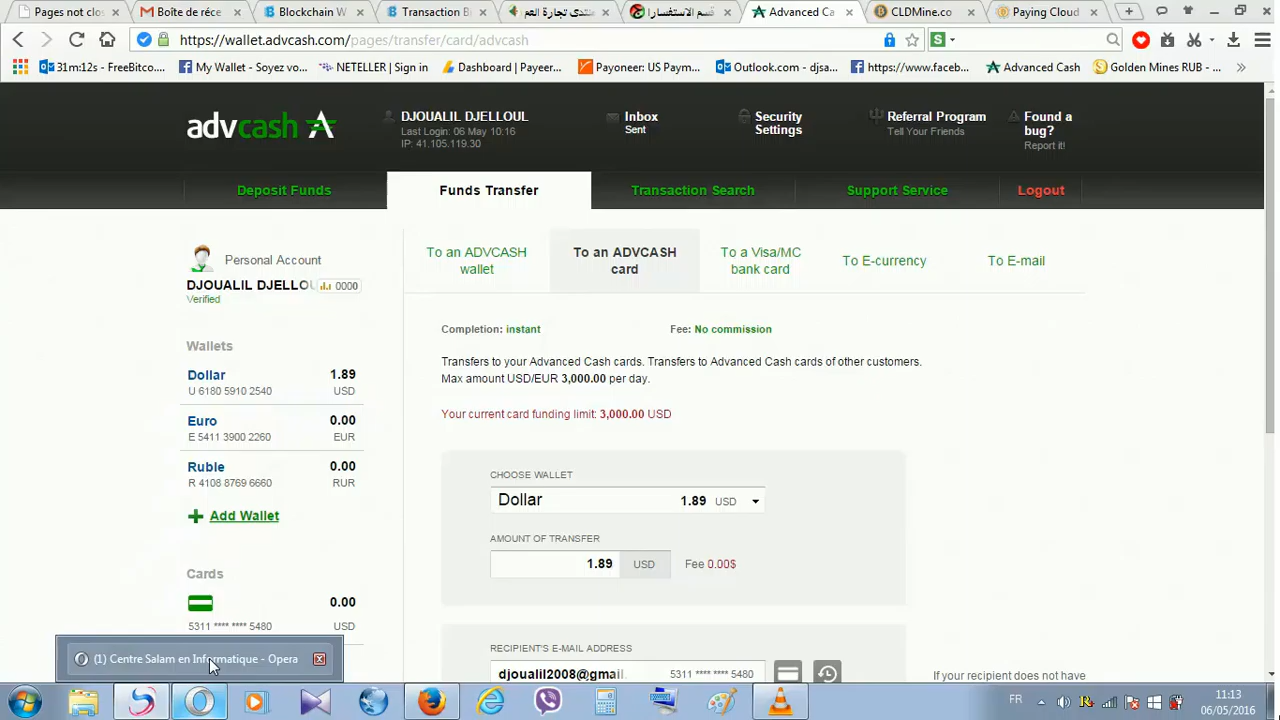 Pages not clos
Boîte de réce
Blockchain W
Transaction B
منتدى تجارة العم
قسم الاستفسارا
Advanced Ca
CLDMine.co
Paying Cloud
https://wallet.advcash.com/pages/transfer/card/advcash
S
31m:12s - FreeBitco...
My Wallet - Soyez vo...
NETELLER | Sign in
Dashboard | Payeer...
Payoneer: US Paym...
Outlook.com - djsa...
https://www.faceb...
Advanced Cash
Golden Mines RUB - ...
advcash
DJOUALIL DJELLOUL
Last Login: 06 May 10:16
IP: 41.105.119.30
Inbox
Sent
Security
Settings
Referral Program
Tell Your Friends
Found a
bug?
Report it!
Deposit Funds
Funds Transfer
Transaction Search
Support Service
Logout
Personal Account
DJOUALIL DJELLOU
0000
Verified
To an ADVCASH
wallet
To an ADVCASH
card
To a Visa/MC
bank card
To E-currency
To E-mail
Wallets
Dollar 1.89
U 6180 5910 2540 USD
Euro 0.00
E 5411 3900 2260 EUR
Ruble 0.00
R 4108 8769 6660 RUR
Add Wallet
Cards
0.00
5311 **** **** 5480 USD
Completion: instant
Fee: No commission
Transfers to your Advanced Cash cards. Transfers to Advanced Cash cards of other customers.
Max amount USD/EUR 3,000.00 per day.
Your current card funding limit: 3,000.00 USD
CHOOSE WALLET
Dollar 1.89 USD
AMOUNT OF TRANSFER
1.89 USD Fee 0.00$
RECIPIENT'S E-MAIL ADDRESS
djoualil2008@gmail. 5311 **** **** 5480
If your recipient does not have
(1) Centre Salam en Informatique - Opera
FR
11:13
06/05/2016